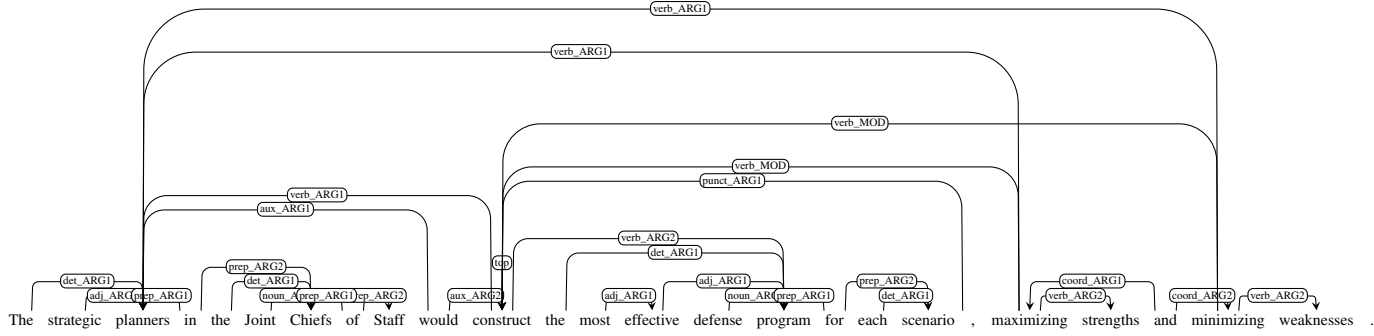 verb_ARG1
verb_ARG1
verb_MOD
verb_MOD
punct_ARG1
verb_ARG1
aux_ARG1
verb_ARG2
det_ARG1
top
prep_ARG2
det_ARG1 det_ARG1 adj_ARG1 prep_ARG2 coord_ARG1
prep_ARG1 prep_ARG1 aux_ARG2 adj_ARG1 prep_ARG1 det_ARG1 verb_ARG2 coord_ARG2 verb_ARG2
The strategic planners in the Joint Chiefs of Staff would construct the most effective defense program for each scenario , maximizing strengths and minimizing weaknesses .